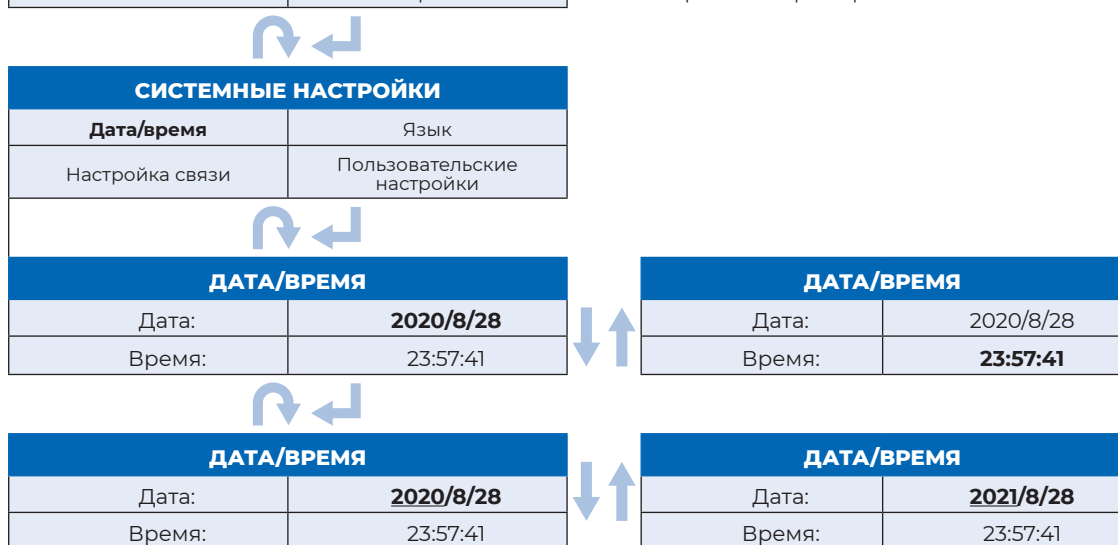 СИСТЕМНЫЕ НАСТРОЙКИ
Дата/время Язык
Настройка связи Пользовательские
настройки
ДАТА/ВРЕМЯ ДАТА/ВРЕМЯ
Дата: 2020/8/28 Дата: 2020/8/28
Время: 23:57:41 Время: 23:57:41
ДАТА/ВРЕМЯ ДАТА/ВРЕМЯ
Дата: 2020/8/28 Дата: 2021/8/28
Время: 23:57:41 Время: 23:57:41